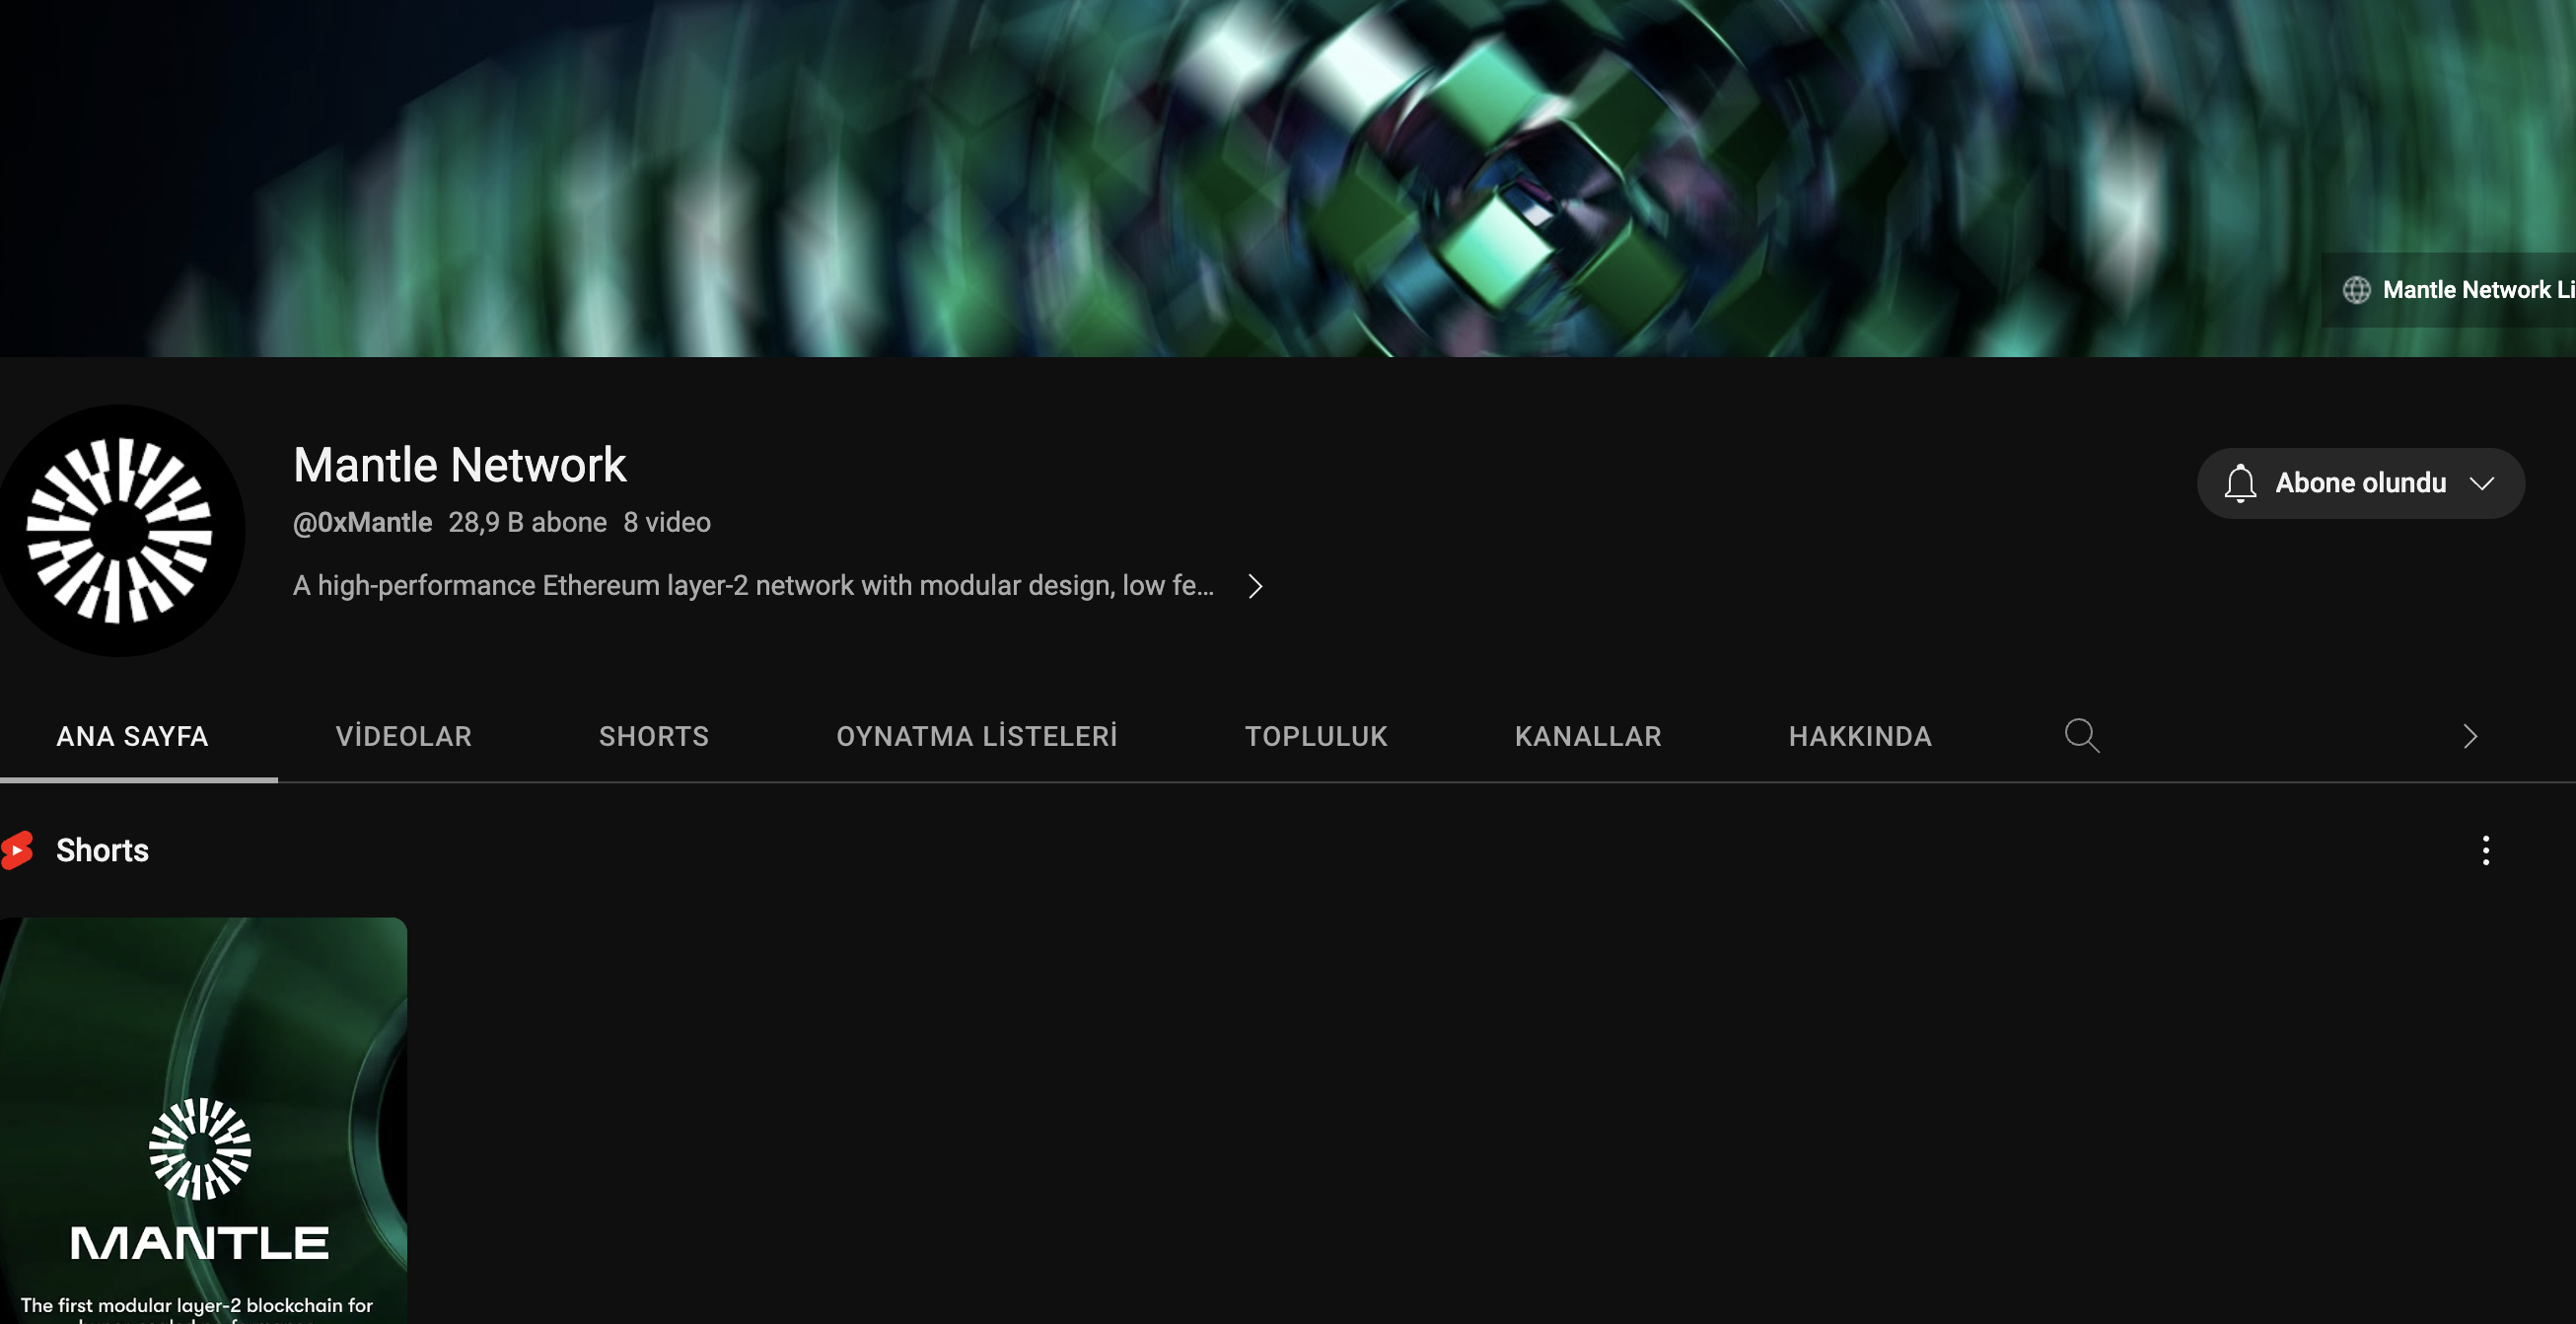 Mantle Network Li
Mantle Network
@0xMantle 28,9 B abone 8 video
A high-performance Ethereum layer-2 network with modular design, low fe...
Abone olundu
ANA SAYFA VİDEOLAR SHORTS OYNATMA LİSTELERİ TOPLULUK KANALLAR HAKKINDA
Shorts
MANTLE
The first modular layer-2 blockchain for